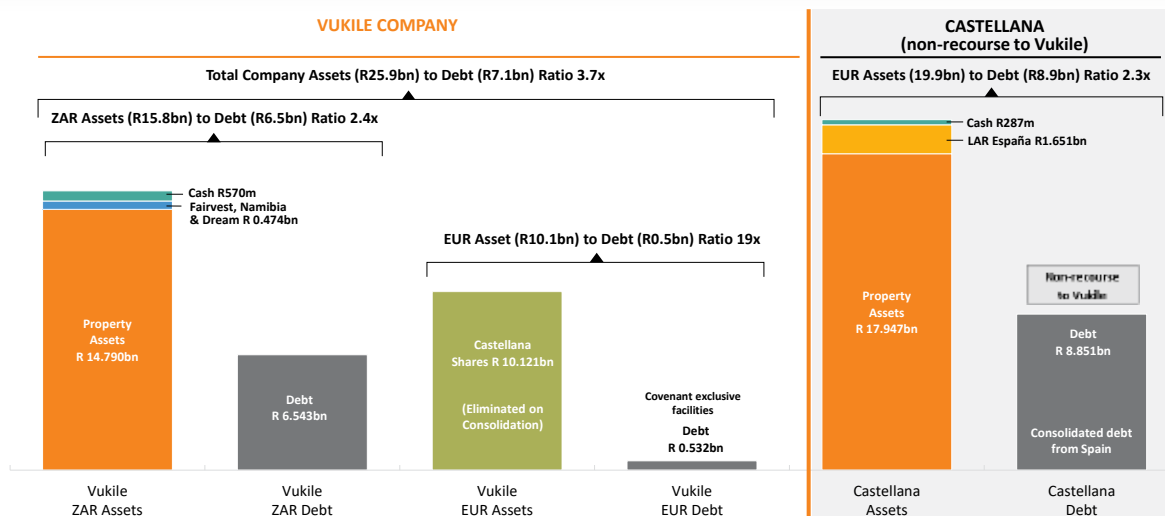 VUKILE COMPANY
Total Company Assets (R25.9bn) to Debt (R7.1bn) Ratio 3.7x
ZAR Assets (R15.8bn) to Debt (R6.5bn) Ratio 2.4x
Cash R570m
Fairvest, Namibia
& Dream R 0.474bn
Property
Assets
R 14.790bn
Debt
R 6.543bn
EUR Asset (R10.1bn) to Debt (R0.5bn) Ratio 19x
Castellana
Shares R 10.121bn
(Eliminated on
Consolidation)
Covenant exclusive
facilities
Debt
R 0.532bn
Vukile
ZAR Assets
Vukile
ZAR Debt
Vukile
EUR Assets
Vukile
EUR Debt
CASTELLANA
(non-recourse to Vukile)
EUR Assets (19.9bn) to Debt (R8.9bn) Ratio 2.3x
Cash R287m
LAR España R1.651bn
Property
Assets
R 17.947bn
Non-recourse
to Vukile
Debt
R 8.851bn
Consolidated debt
from Spain
Castellana
Assets
Castellana
Debt